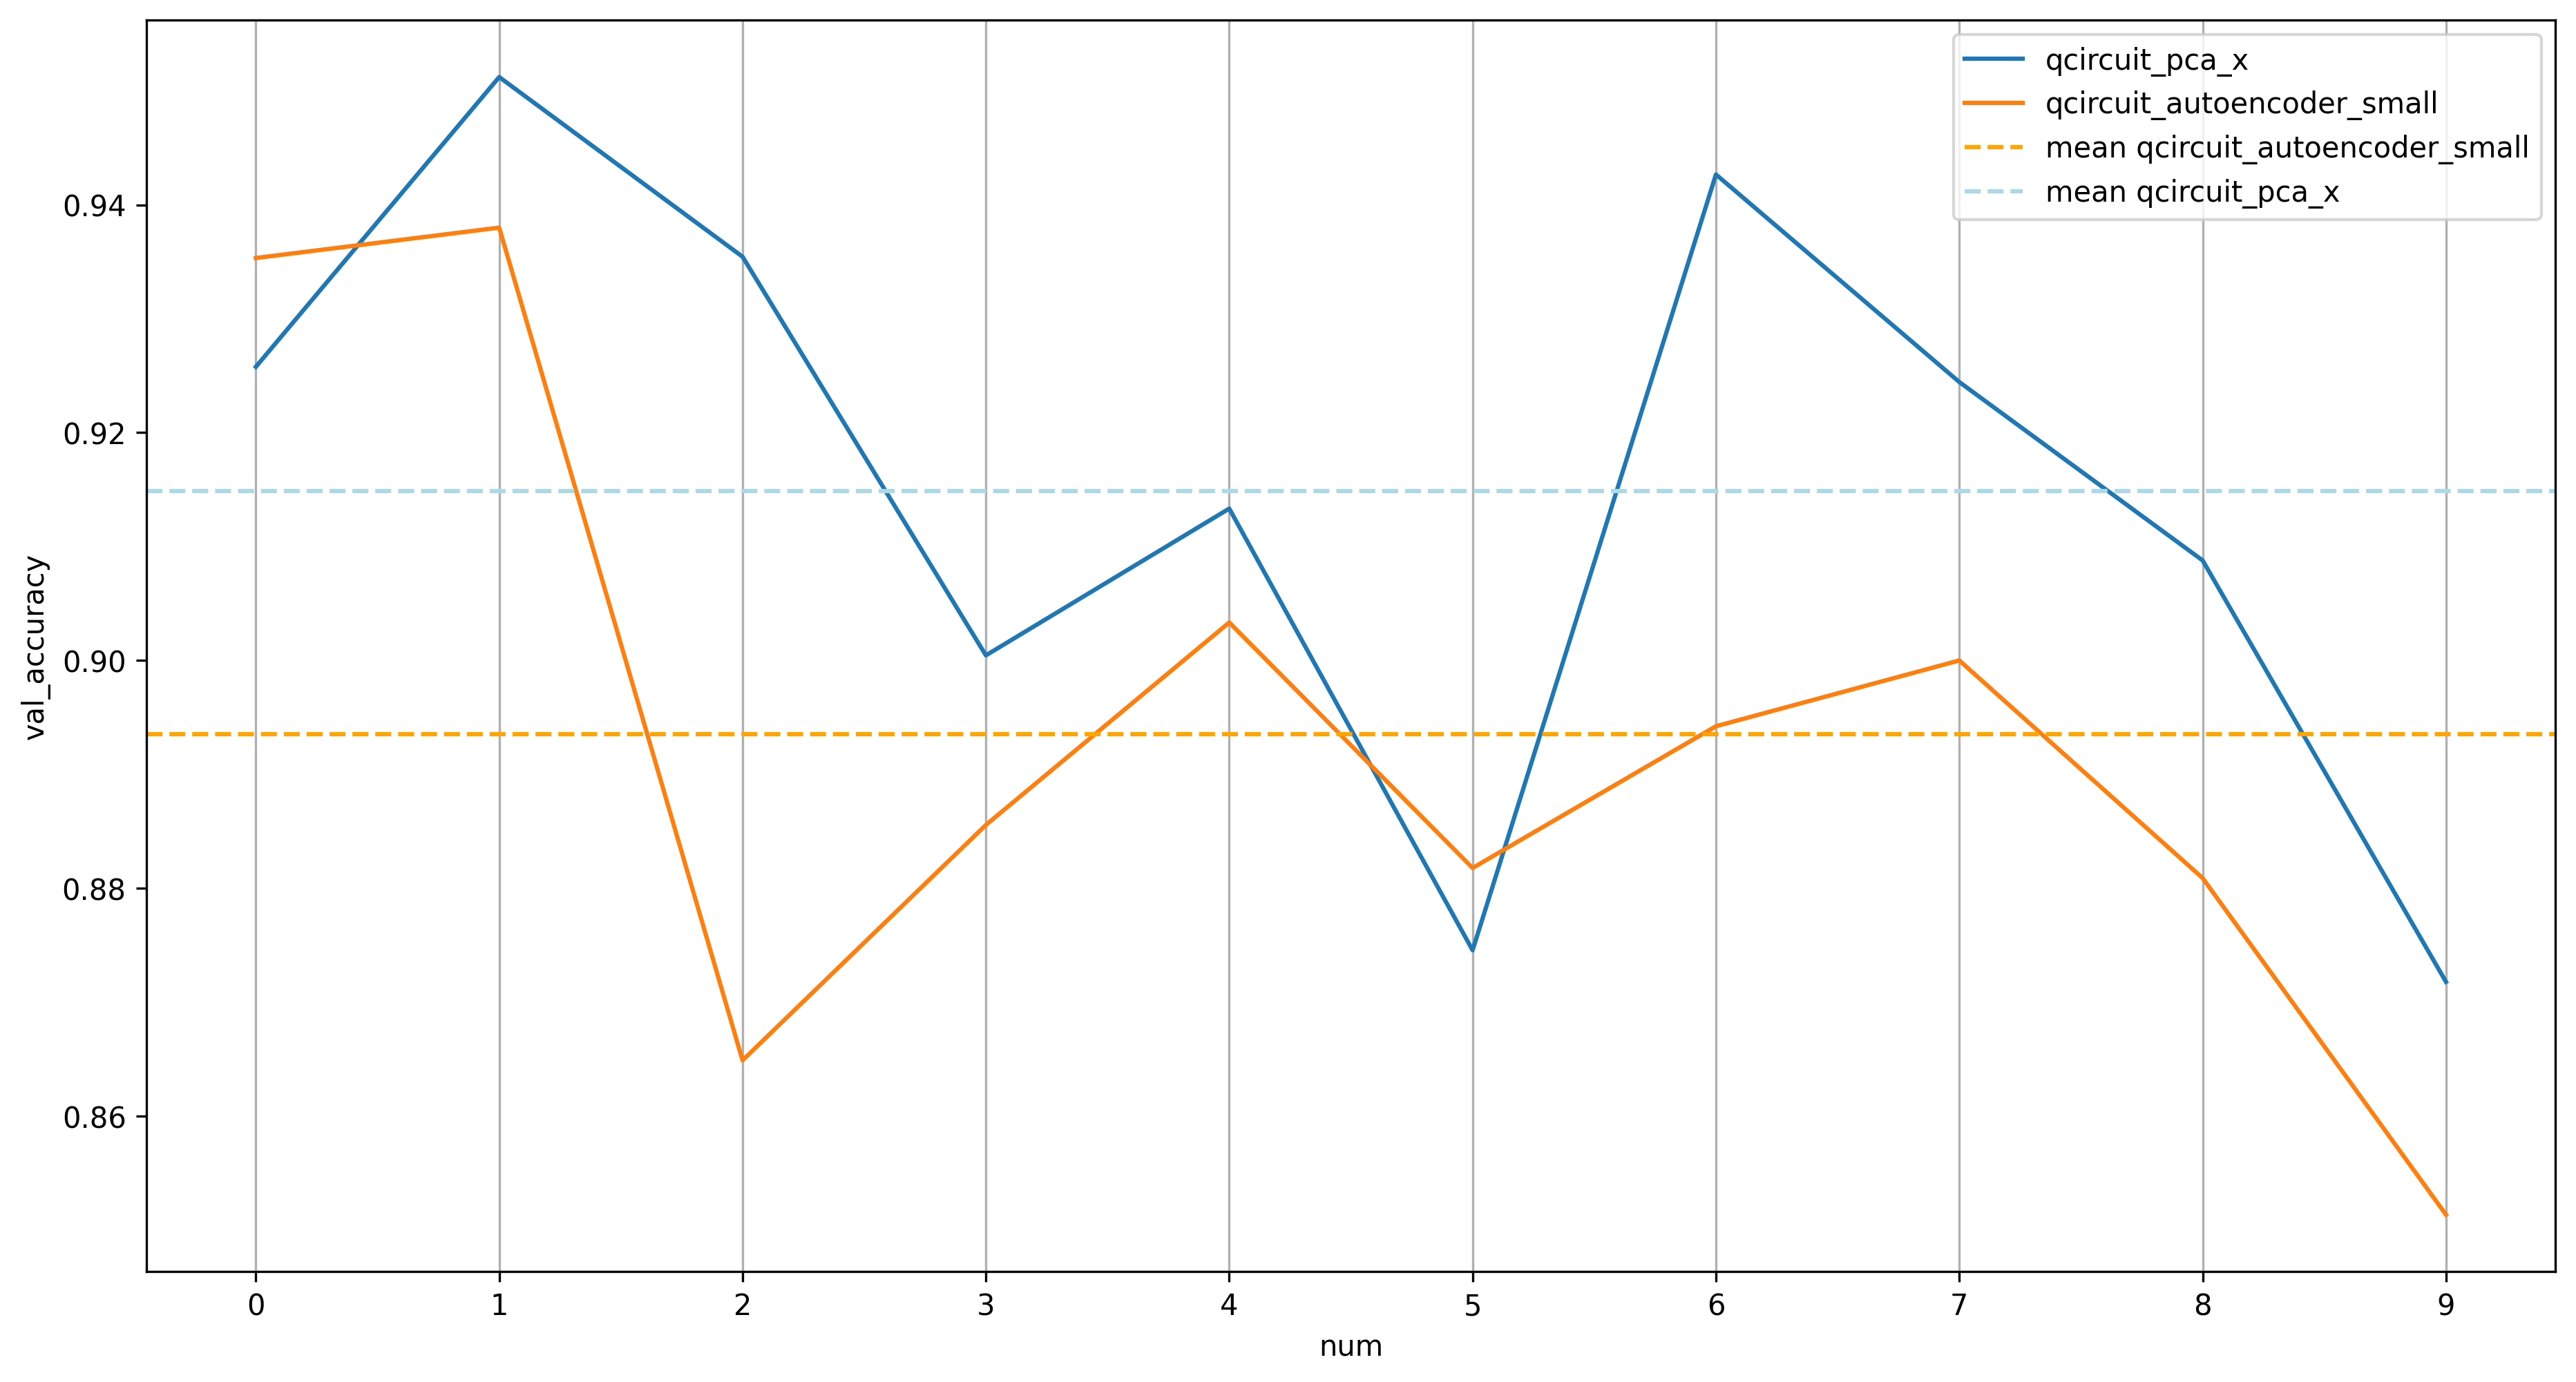 qcircuit_pca_x
qcircuit_autoencoder_small
mean qcircuit_autoencoder_small
mean qcircuit_pca_x
0.94
0.92
0.90
0.88
0.86
val_accuracy
0 1 2 3 4 5 6 7 8 9
num